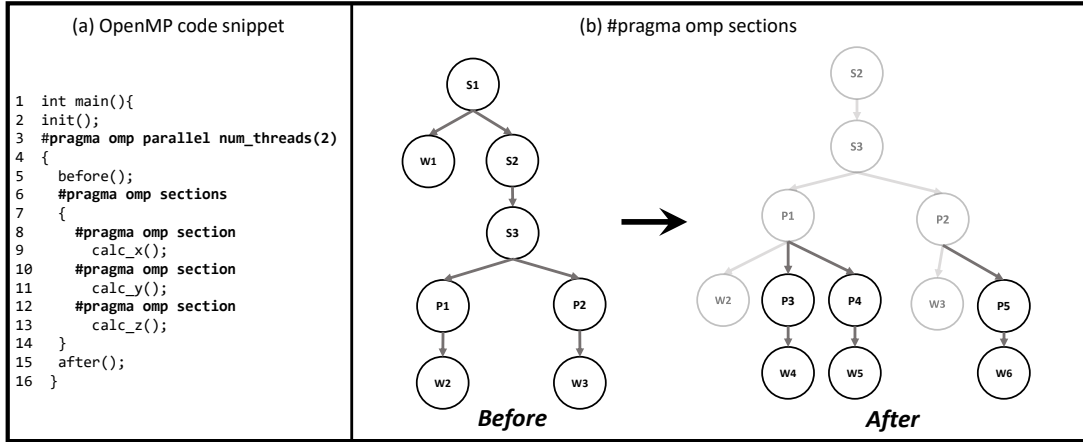 (a) OpenMP code snippet
1 int main(){
2 init();
3 #pragma omp parallel num_threads(2)
4 {
5 before();
6 #pragma omp sections
7 {
8 #pragma omp section
9 calc_x();
10 #pragma omp section
11 calc_y();
12 #pragma omp section
13 calc_z();
14 }
15 after();
16 }
(b) #pragma omp sections
S1
W1 S2
S3
P1 P2
W2 W3
Before
S2
S3
P1 P2
W2 P3 P4 W3 P5
W4 W5 W6
After